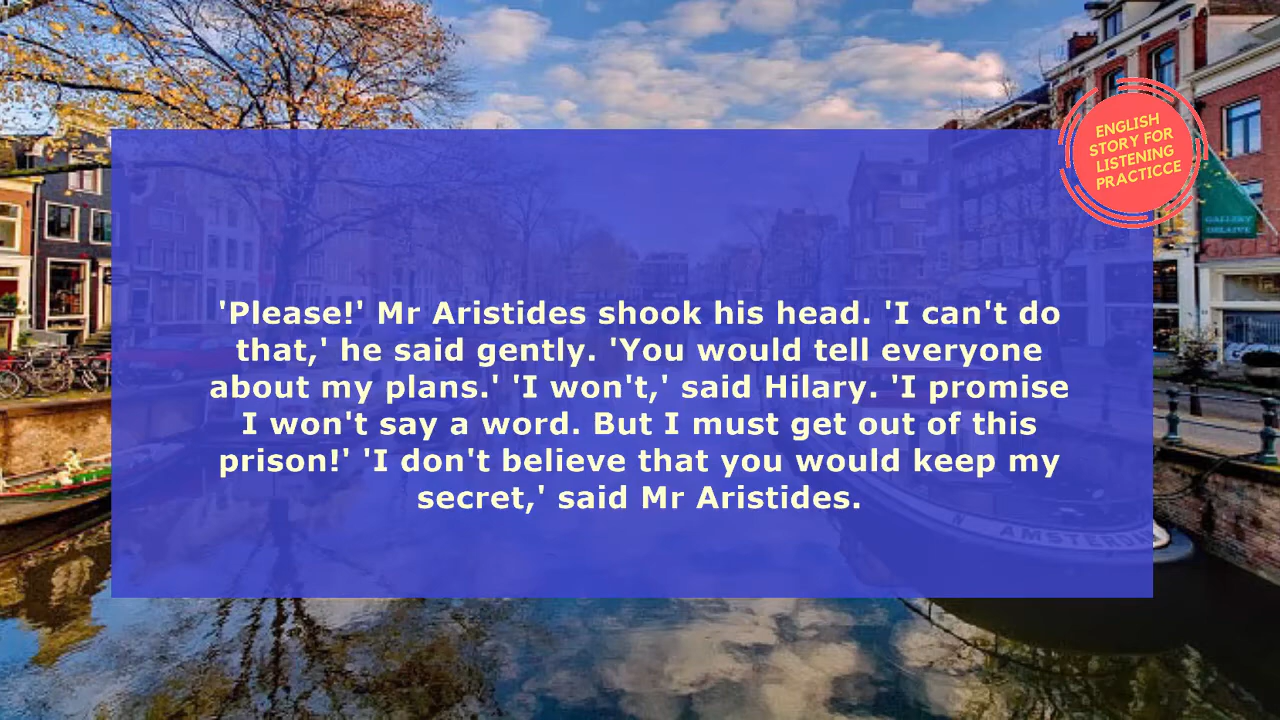 ENGLISH
STORY FOR
LISTENING
PRACTICCE
GALLERY
'Please!' Mr Aristides shook his head. 'I can't do
that,' he said gently. 'You would tell everyone
about my plans.' 'I won't,' said Hilary. 'I promise
I won't say a word. But I must get out of this
prison!' 'I don't believe that you would keep my
secret,' said Mr Aristides.
AMSTERDAM